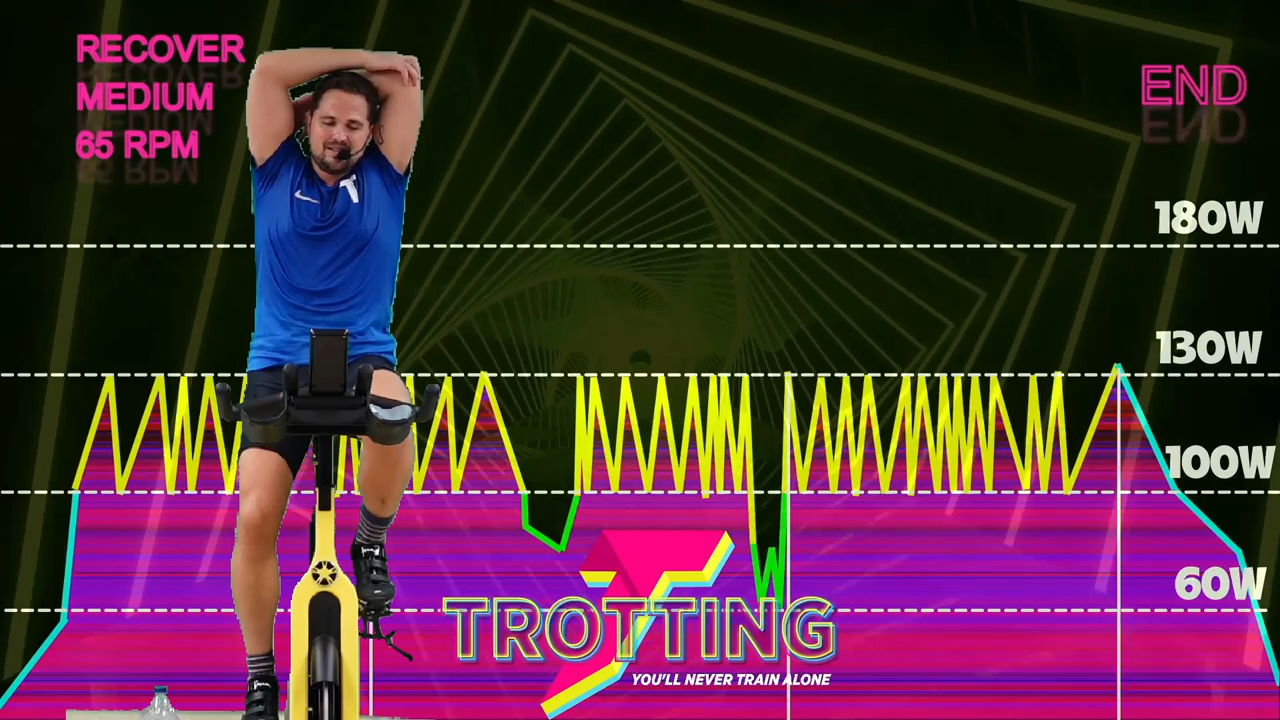 RECOVER
MEDIUM
65 RPM
END
180W
130W
100W
60W
TROTTING
YOU'LL NEVER TRAIN ALONE